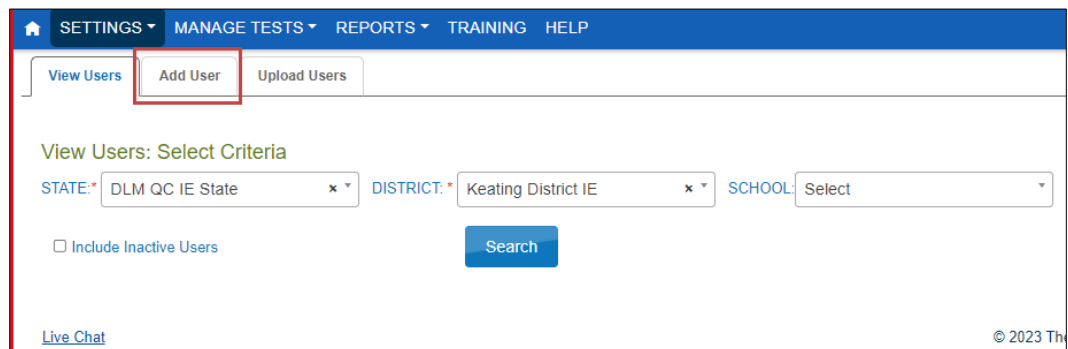 SETTINGS MANAGE TESTS REPORTS TRAINING HELP
View Users Add User Upload Users
View Users: Select Criteria
STATE:* DLM QC IE State × DISTRICT: * Keating District IE × SCHOOL: Select
Include Inactive Users Search
Live Chat © 2023 The